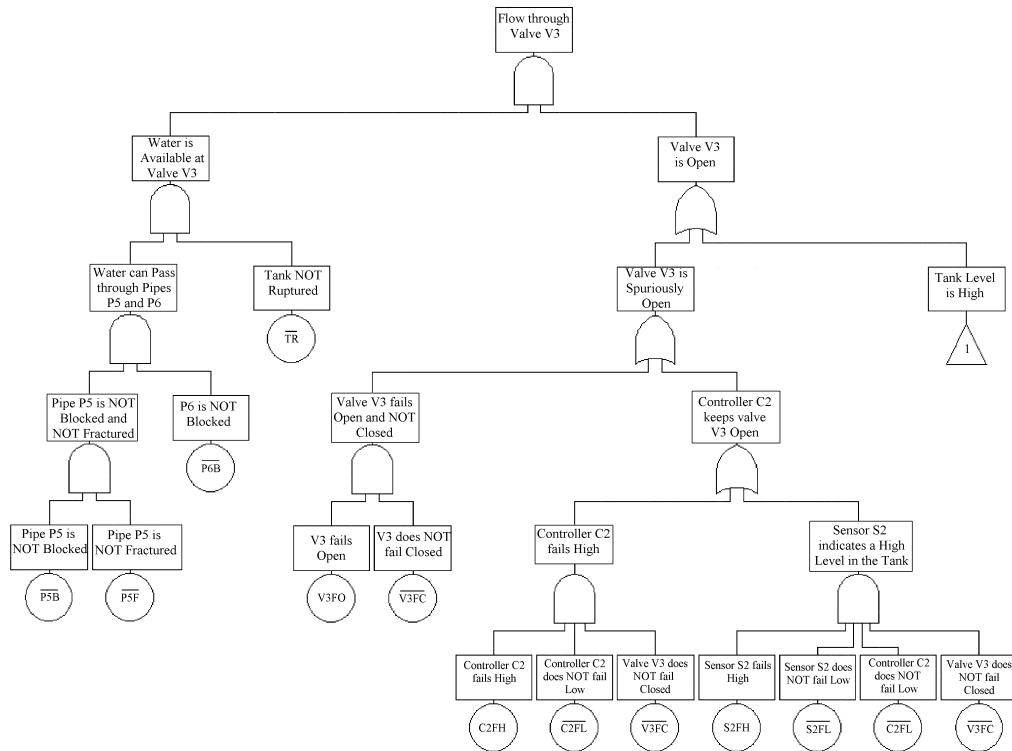 Flow through
Valve V3
Water is
Available at
Valve V3
Valve V3
is Open
Water can Pass
through Pipes
P5 and P6
Tank NOT
Ruptured
Valve V3 is
Spuriously
Open
Tank Level
is High
TR
1
Pipe P5 is NOT
Blocked and
NOT Fractured
P6 is NOT
Blocked
Valve V3 fails
Open and NOT
Closed
Controller C2
keeps valve
V3 Open
P6B
Pipe P5 is
NOT Blocked
Pipe P5 is
NOT Fractured
V3 fails
Open
V3 does NOT
fail Closed
Controller C2
fails High
Sensor S2
indicates a High
Level in the Tank
P5B
P5F
V3FO
V3FC
Controller C2
fails High
Controller C2
does NOT fail
Low
Valve V3 does
NOT fail
Closed
Sensor S2 fails
High
Sensor S2 does
NOT fail Low
Controller C2
does NOT fail
Low
Valve V3 does
NOT fail
Closed
C2FH
C2FL
V3FC
S2FH
S2FL
C2FL
V3FC